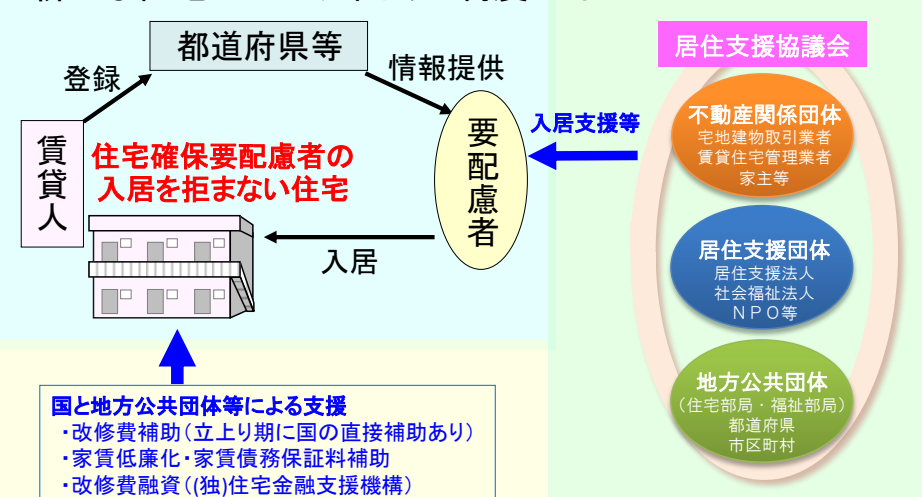 都道府県等
登録
情報提供
賃貸人
住宅確保要配慮者の
入居を拒まない住宅
要配慮者
入居
入居支援等
居住支援協議会
不動産関係団体
宅地建物取引業者
賃貸住宅管理業者
家主等
居住支援団体
居住支援法人
社会福祉法人
ＮＰＯ等
地方公共団体
（住宅部局・福祉部局）
都道府県
市区町村
国と地方公共団体等による支援
・改修費補助（立上り期に国の直接補助あり）
・家賃低廉化・家賃債務保証料補助
・改修費融資（(独)住宅金融支援機構）